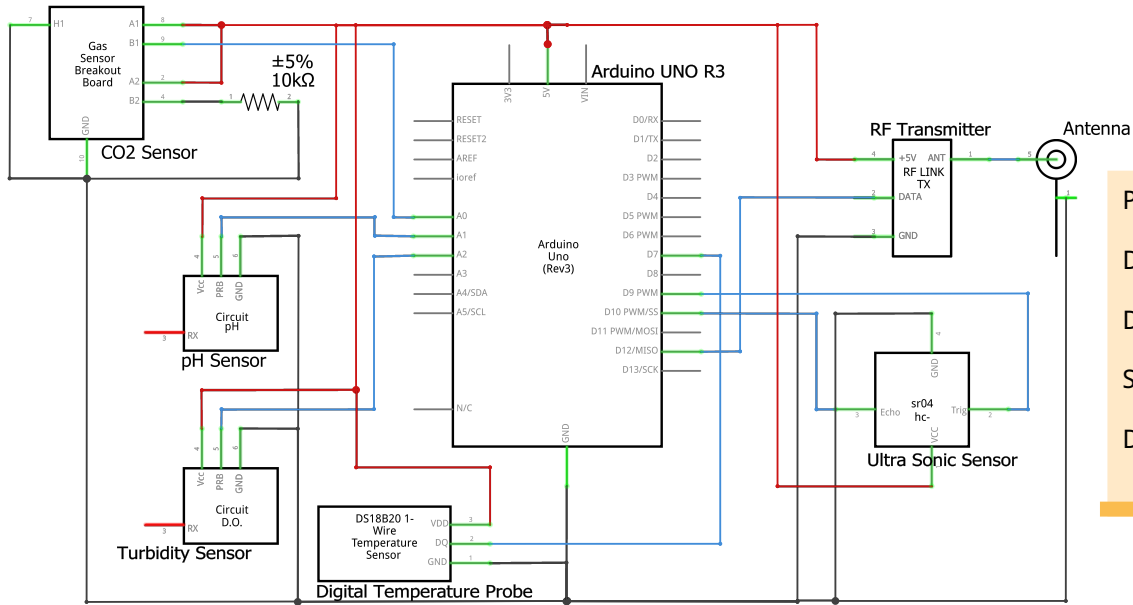 7
H1
Gas
Sensor
Breakout
Board
A1
8
B1
9
A2
2
B2
4
GND
10
CO2 Sensor
±5%
10kΩ
1
2
Arduino UNO R3
3V3
5V
VIN
RESET
RESET2
AREF
ioref
A0
A1
A2
A3
A4/SDA
A5/SCL
N/C
Arduino
Uno
(Rev3)
D0/RX
D1/TX
D2
D3 PWM
D4
D5 PWM
D6 PWM
D7
D8
D9 PWM
D10 PWM/SS
D11 PWM/MOSI
D12/MISO
D13/SCK
GND
RF Transmitter
4
+5V
ANT
1
RF LINK
TX
2
DATA
3
GND
Antenna
5
1
4
5
6
Vcc
PRB
GND
Circuit
pH
3
RX
pH Sensor
4
5
6
Vcc
PRB
GND
Circuit
D.O.
3
RX
Turbidity Sensor
DS18B20 1-
Wire
Temperature
Sensor
VDD
3
DQ
2
GND
1
Digital Temperature Probe
4
GND
sr04
hc-
3
Echo
Trig
2
VCC
1
Ultra Sonic Sensor
P
D
D
S
D